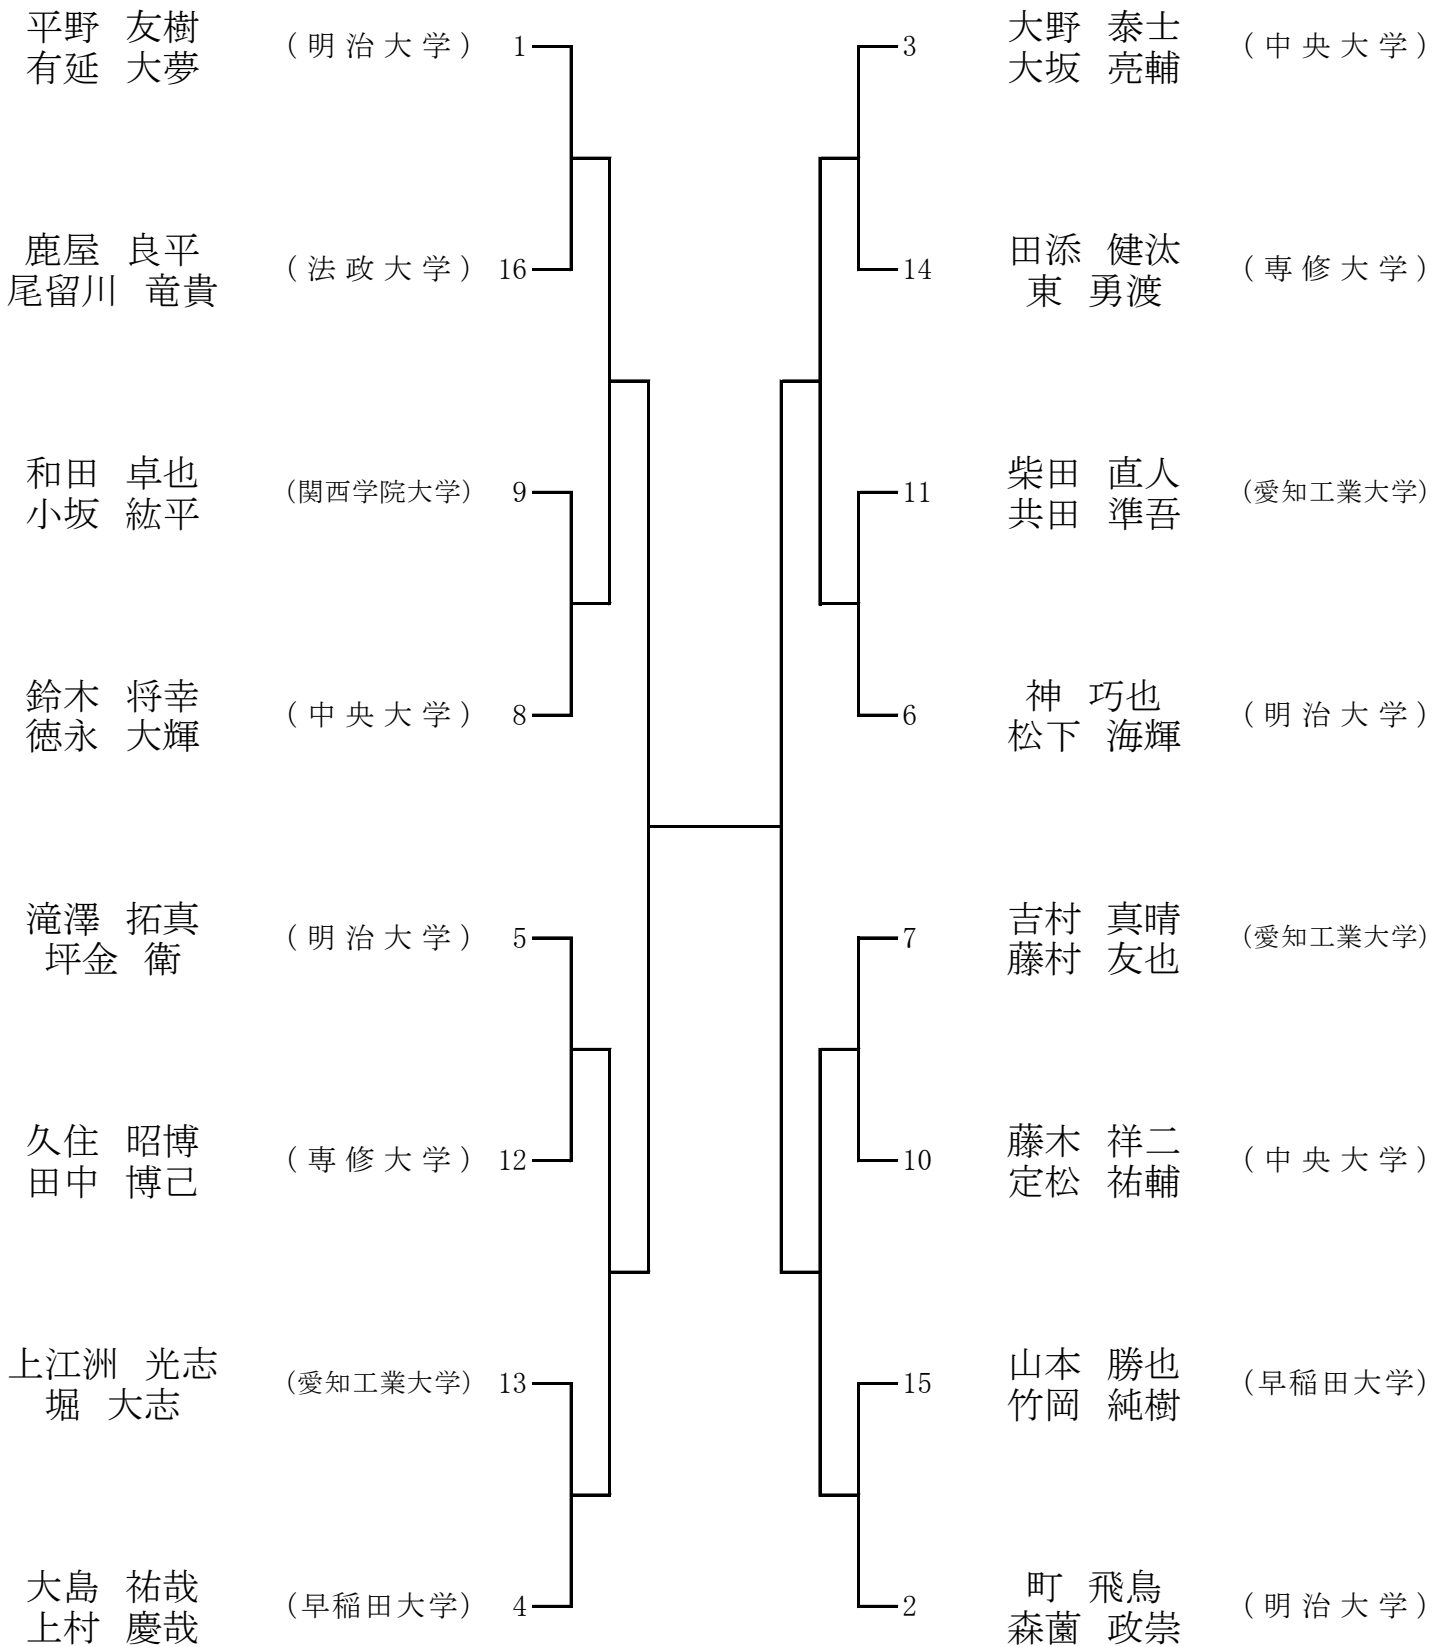 平野 友樹
有延 大夢
(明治大学) 1
鹿屋 良平
尾留川 竜貴
(法政大学) 16
和田 卓也
小坂 紘平
(関西学院大学) 9
鈴木 将幸
徳永 大輝
(中央大学) 8
滝澤 拓真
坪金 衛
(明治大学) 5
久住 昭博
田中 博己
(専修大学) 12
上江洲 光志
堀 大志
(愛知工業大学) 13
大島 祐哉
上村 慶哉
(早稲田大学) 4
3 大野 泰士
大坂 亮輔
(中央大学)
14 田添 健汰
東 勇渡
(専修大学)
11 柴田 直人
共田 準吾
(愛知工業大学)
6 神 巧也
松下 海輝
(明治大学)
7 吉村 真晴
藤村 友也
(愛知工業大学)
10 藤木 祥二
定松 祐輔
(中央大学)
15 山本 勝也
竹岡 純樹
(早稲田大学)
2 町 飛鳥
森薗 政崇
(明治大学)